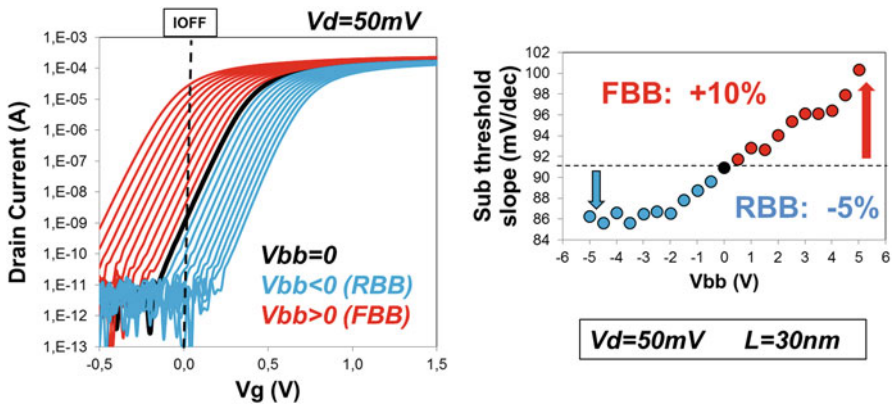 IOFF
Vd=50mV
1,E-03
1,E-04
1,E-05
1,E-06
1,E-07
1,E-08
1,E-09
1,E-10
1,E-11
1,E-12
1,E-13
Drain Current (A)
-0,5
0,0
0,5
1,0
1,5
Vg (V)
Vbb=0
Vbb<0 (RBB)
Vbb>0 (FBB)
102
100
98
96
94
92
90
88
86
84
Sub threshold
slope (mV/dec)
FBB: +10%
RBB: -5%
-6 -5 -4 -3 -2 -1 0 1 2 3 4 5 6
Vbb (V)
Vd=50mV L=30nm